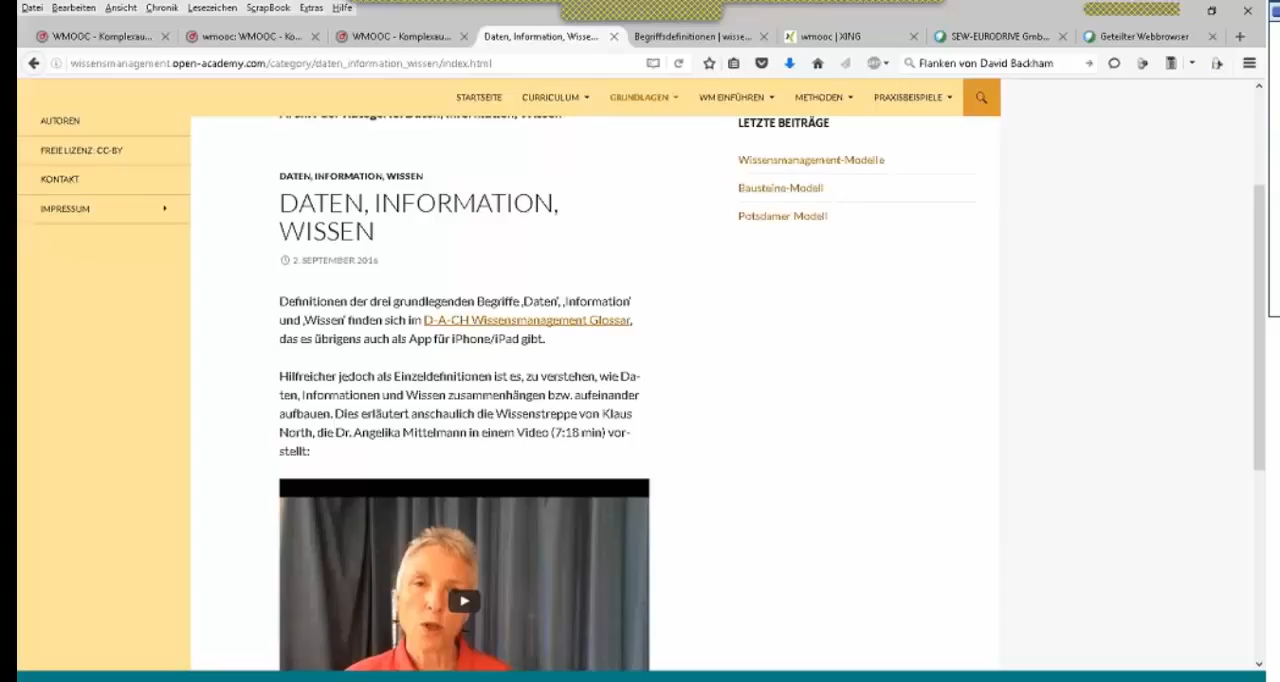 Datei Bearbeiten Ansicht Chronik Lesezeichen ScrapBook Extras Hilfe
WMOOC - Komplexau... wmooc: WMOOC - Ko... WMOOC - Komplexau... Daten, Information, Wisse... Begriffsdefinitionen | wisse... wmooc | XING SEW-EURODRIVE Gmb... Geteilter Webbrowser
wissensmanagement.open-academy.com/category/daten_information_wissen/index.html
Flanken von David Backham
STARTSEITE CURRICULUM GRUNDLAGEN WM EINFÜHREN METHODEN PRAXISBEISPIELE
AUTOREN
FREIE LIZENZ: CC-BY
KONTAKT
IMPRESSUM
DATEN, INFORMATION, WISSEN
DATEN, INFORMATION,
WISSEN
2. SEPTEMBER 2016
Definitionen der drei grundlegenden Begriffe ‚Daten‘, ‚Information‘
und ‚Wissen‘ finden sich im D-A-CH Wissensmanagement Glossar,
das es übrigens auch als App für iPhone/iPad gibt.
Hilfreicher jedoch als Einzeldefinitionen ist es, zu verstehen, wie Da-
ten, Informationen und Wissen zusammenhängen bzw. aufeinander
aufbauen. Dies erläutert anschaulich die Wissenstreppe von Klaus
North, die Dr. Angelika Mittelmann in einem Video (7:18 min) vor-
stellt:
LETZTE BEITRÄGE
Wissensmanagement-Modelle
Bausteine-Modell
Potsdamer Modell